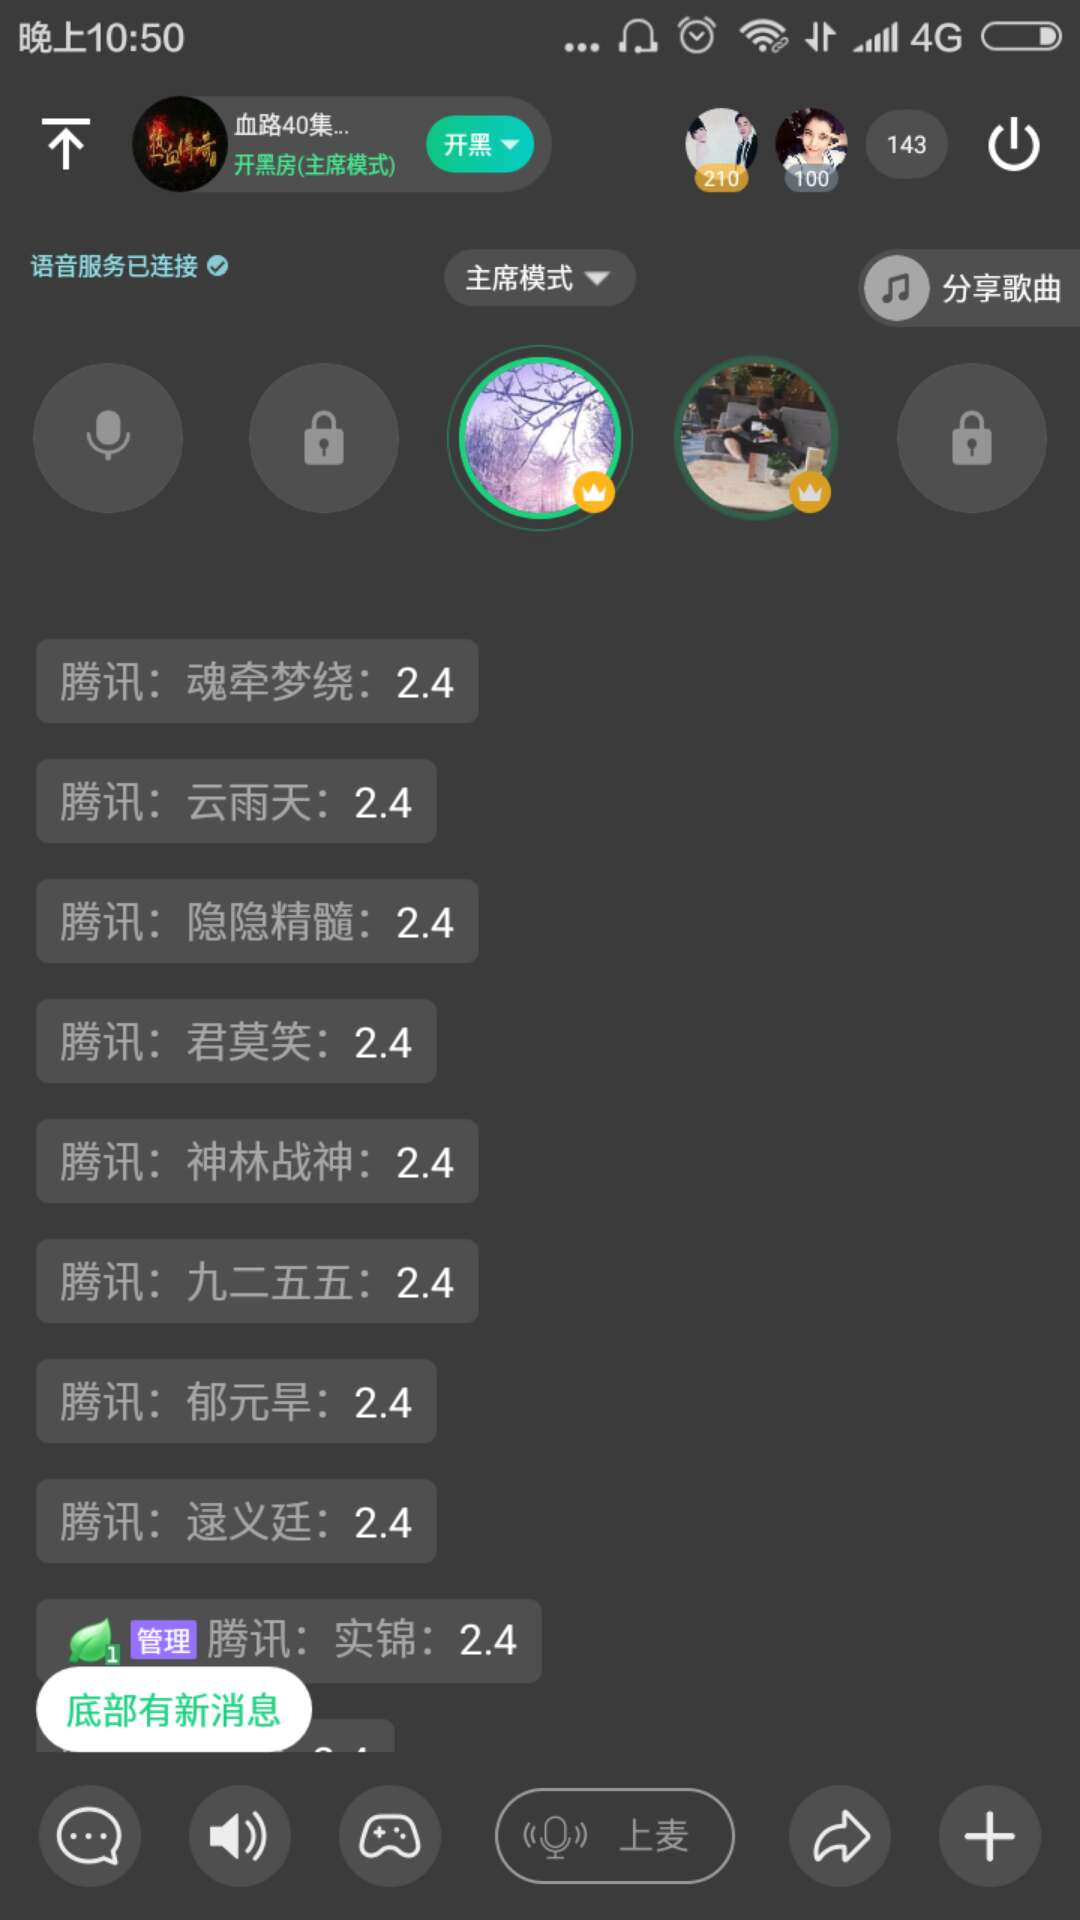 晚上10:50
4G
热血传奇
血路40集...
开黑房(主席模式)
开黑
210
100
143
语音服务已连接
主席模式
分享歌曲
腾讯：魂牵梦绕：2.4
腾讯：云雨天：2.4
腾讯：隐隐精髓：2.4
腾讯：君莫笑：2.4
腾讯：神林战神：2.4
腾讯：九二五五：2.4
腾讯：郁元旱：2.4
腾讯：逯义廷：2.4
1 管理 腾讯：实锦：2.4
底部有新消息
上麦